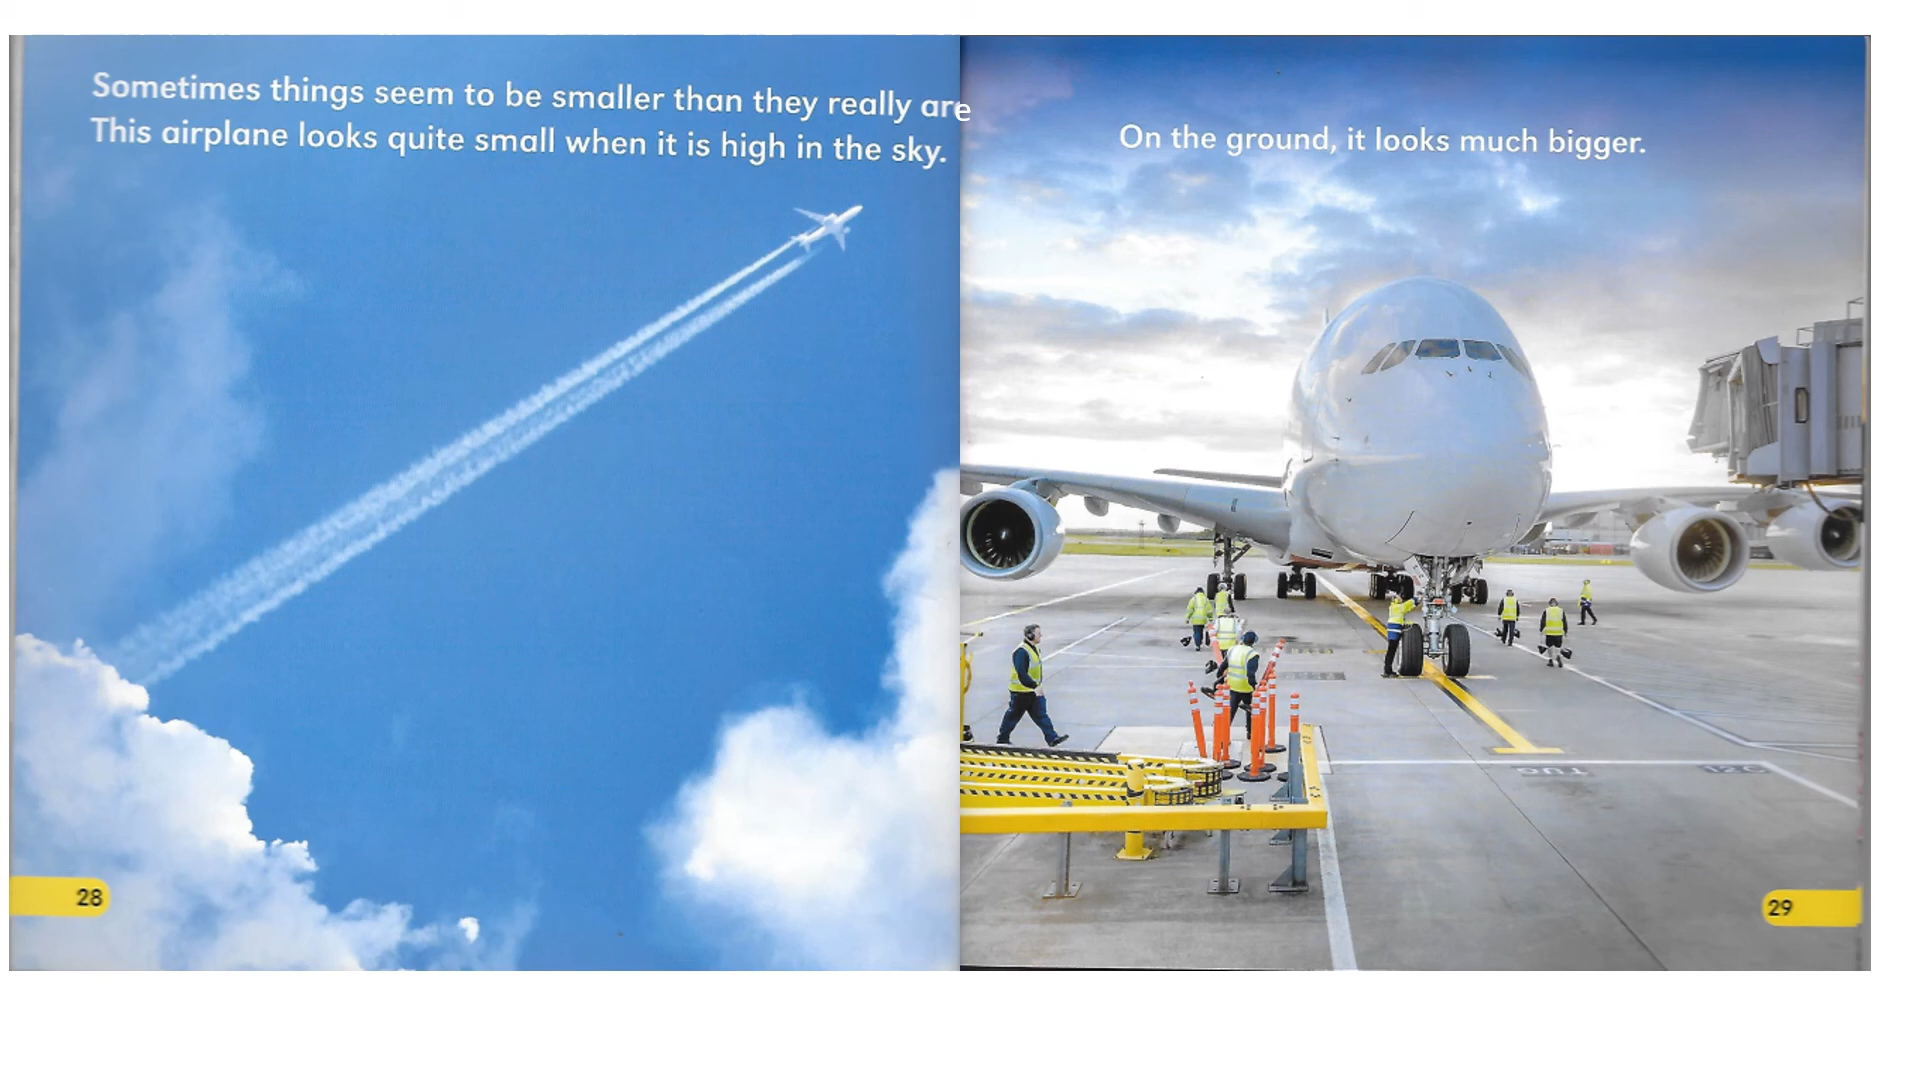 Sometimes things seem to be smaller than they really are
This airplane looks quite small when it is high in the sky.
28
On the ground, it looks much bigger.
29